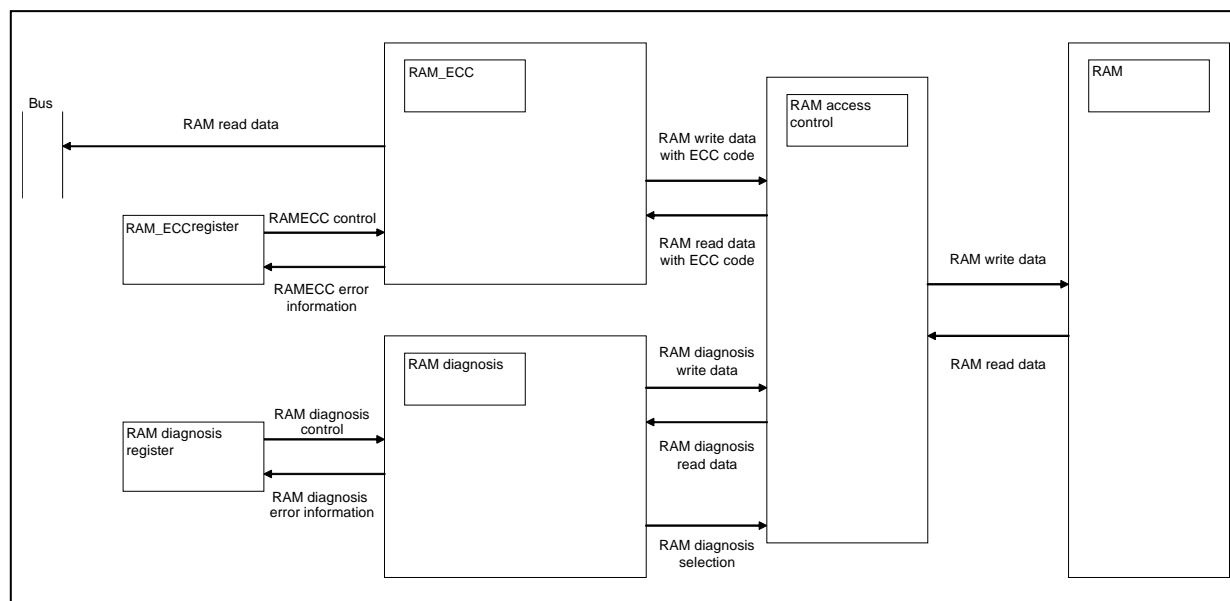 RAM_ECC
RAM
Bus
RAM access
control
RAM read data
RAM write data
with ECC code
RAM_ECC register
RAMECC control
RAM read data
with ECC code
RAM write data
RAMECC error
information
RAM diagnosis
RAM diagnosis
write data
RAM read data
RAM diagnosis
register
RAM diagnosis
control
RAM diagnosis
read data
RAM diagnosis
error information
RAM diagnosis
selection